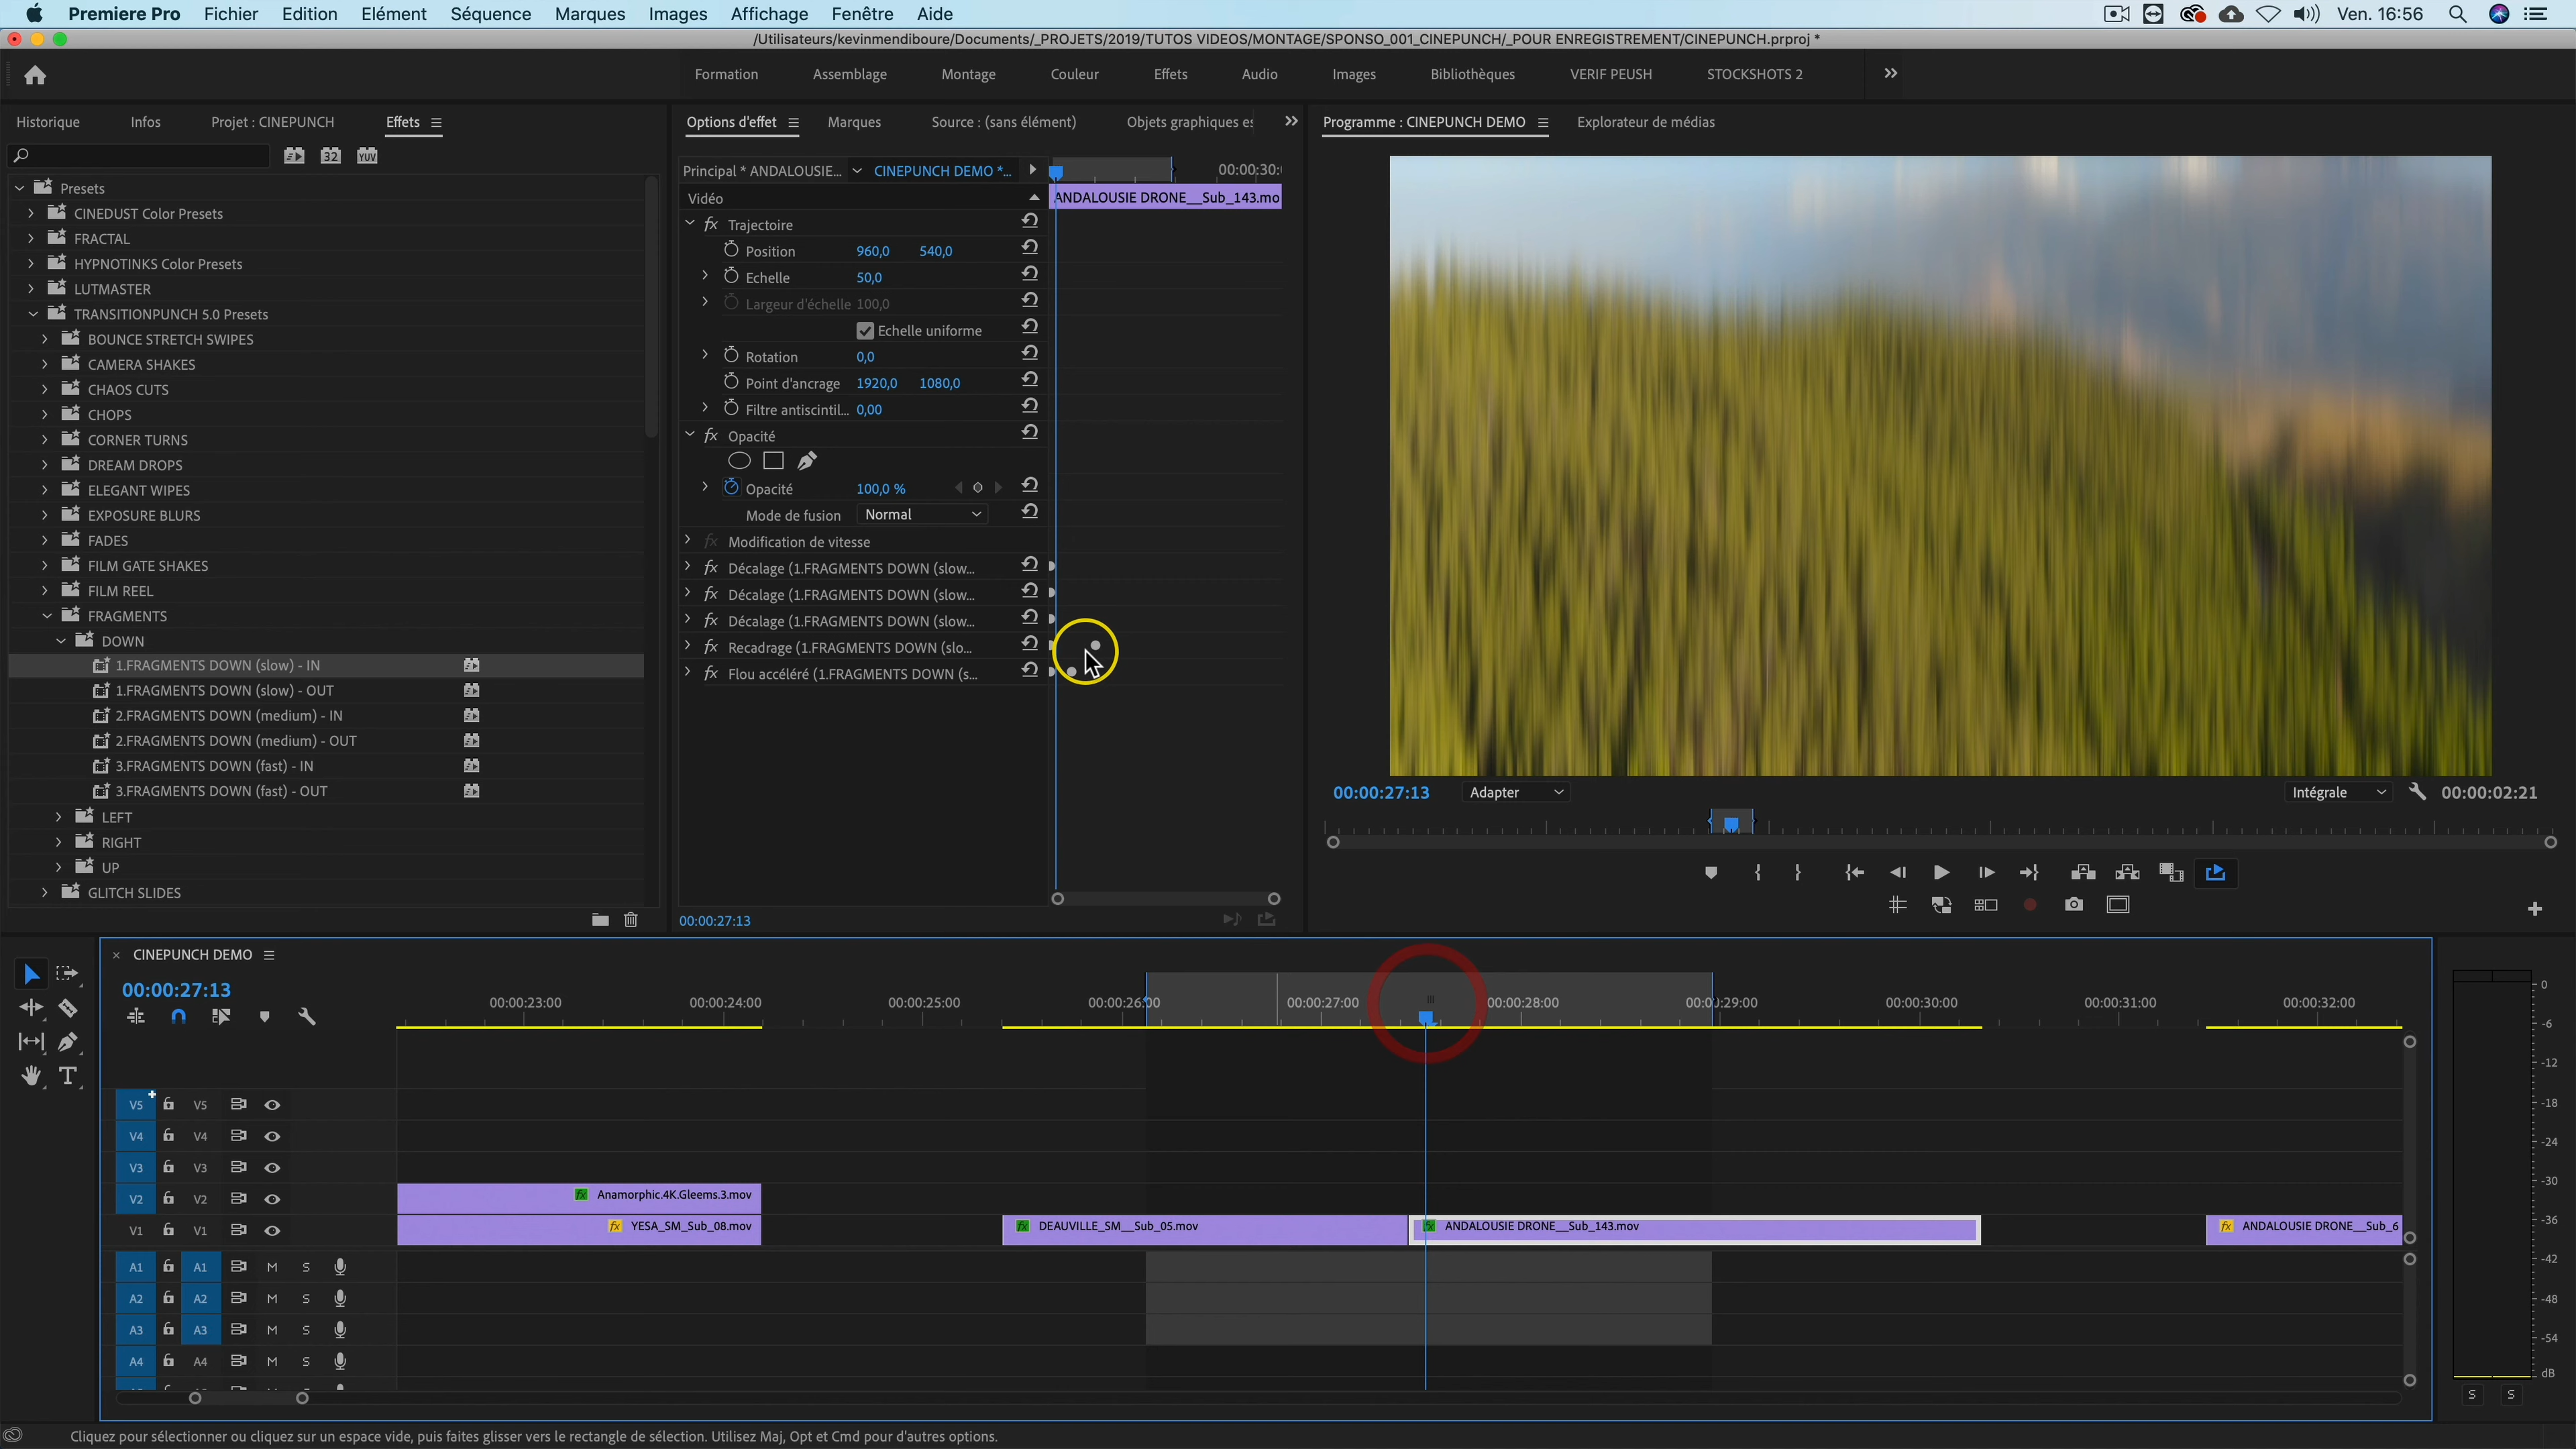 Premiere Pro Fichier Edition Elément Séquence Marques Images Affichage Fenêtre Aide Ven. 16:56
/Utilisateurs/kevinmendiboure/Documents/_PROJETS/2019/TUTOS VIDEOS/MONTAGE/SPONSO_001_CINEPUNCH/_POUR ENREGISTREMENT/CINEPUNCH.prproj *
Formation Assemblage Montage Couleur Effets Audio Images Bibliothèques VERIF PEUSH STOCKSHOTS 2
Historique Infos Projet : CINEPUNCH Effets
32 YUV
Presets
CINEDUST Color Presets
FRACTAL
HYPNOTINKS Color Presets
LUTMASTER
TRANSITIONPUNCH 5.0 Presets
BOUNCE STRETCH SWIPES
CAMERA SHAKES
CHAOS CUTS
CHOPS
CORNER TURNS
DREAM DROPS
ELEGANT WIPES
EXPOSURE BLURS
FADES
FILM GATE SHAKES
FILM REEL
FRAGMENTS
DOWN
1.FRAGMENTS DOWN (slow) - IN
1.FRAGMENTS DOWN (slow) - OUT
2.FRAGMENTS DOWN (medium) - IN
2.FRAGMENTS DOWN (medium) - OUT
3.FRAGMENTS DOWN (fast) - IN
3.FRAGMENTS DOWN (fast) - OUT
LEFT
RIGHT
UP
GLITCH SLIDES
Options d'effet Marques Source : (sans élément) Objets graphiques es
Principal * ANDALOUSIE... CINEPUNCH DEMO *... 00:00:30:
Vidéo ANDALOUSIE DRONE__Sub_143.mo
fx Trajectoire
Position 960,0 540,0
Echelle 50,0
Largeur d'échelle 100,0
Echelle uniforme
Rotation 0,0
Point d'ancrage 1920,0 1080,0
Filtre antiscintil... 0,00
fx Opacité
Opacité 100,0 %
Mode de fusion Normal
fx Modification de vitesse
fx Décalage (1.FRAGMENTS DOWN (slow...
fx Décalage (1.FRAGMENTS DOWN (slow...
fx Décalage (1.FRAGMENTS DOWN (slow...
fx Recadrage (1.FRAGMENTS DOWN (slo...
fx Flou accéléré (1.FRAGMENTS DOWN (s...
00:00:27:13
Programme : CINEPUNCH DEMO Explorateur de médias
00:00:27:13 Adapter Intégrale 00:00:02:21
CINEPUNCH DEMO
00:00:27:13
00:00:23:00 00:00:24:00 00:00:25:00 00:00:26:00 00:00:27:00 00:00:28:00 00:00:29:00 00:00:30:00 00:00:31:00 00:00:32:00
V5 V5
V4 V4
V3 V3
V2 V2 fx Anamorphic.4K.Gleems.3.mov
V1 V1 fx YESA_SM_Sub_08.mov fx DEAUVILLE_SM__Sub_05.mov fx ANDALOUSIE DRONE__Sub_143.mov fx ANDALOUSIE DRONE__Sub_6
A1 A1 M S
A2 A2 M S
A3 A3 M S
A4 A4 M S
0
-6
-12
-18
-24
-30
-36
-42
-48
-54
dB
S S
Cliquez pour sélectionner ou cliquez sur un espace vide, puis faites glisser vers le rectangle de sélection. Utilisez Maj, Opt et Cmd pour d'autres options.